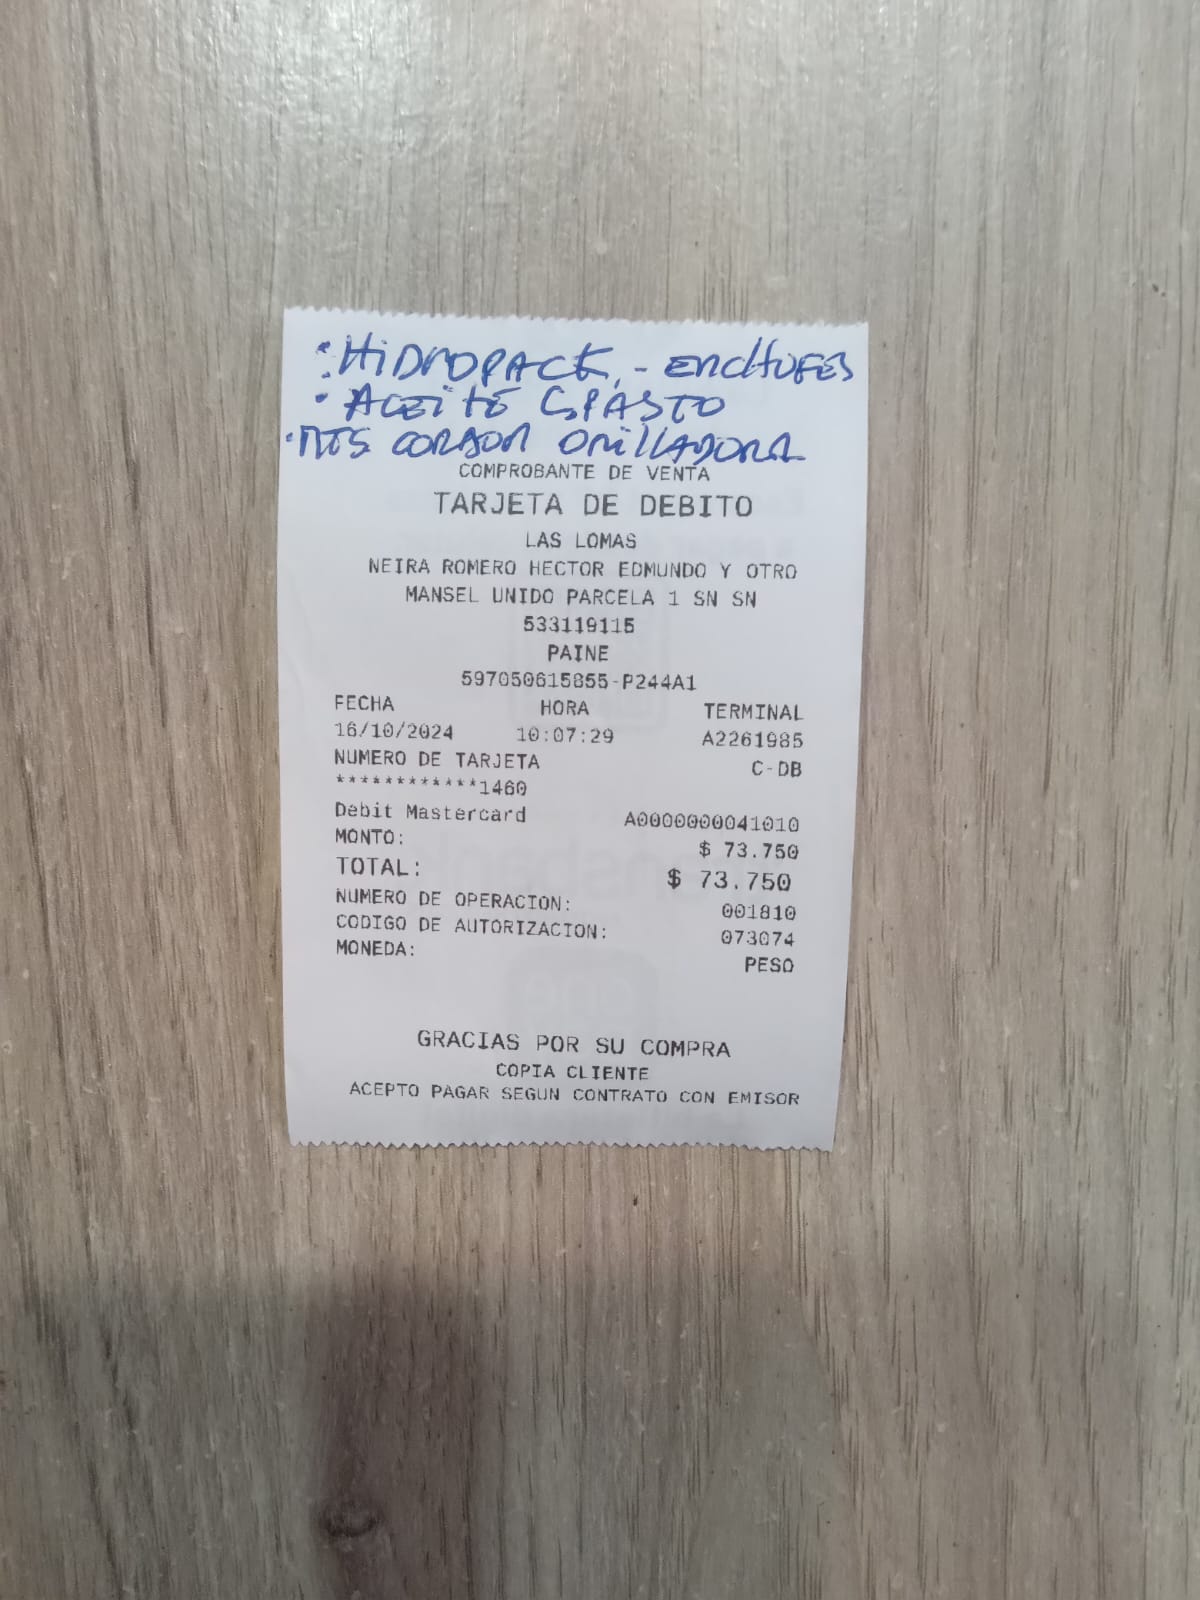 : HIDROPACK. - ENCHUFES
• ACEITE C/PASTO
• MTS CORDON ORILLADORA
COMPROBANTE DE VENTA
TARJETA DE DEBITO
LAS LOMAS
NEIRA ROMERO HECTOR EDMUNDO Y OTRO
MANSEL UNIDO PARCELA 1 SN SN
533119115
PAINE
597050615855-P244A1
FECHA HORA TERMINAL
16/10/2024 10:07:29 A2261985
NUMERO DE TARJETA C-DB
************1460
Debit Mastercard A0000000041010
MONTO: $ 73.750
TOTAL: $ 73.750
NUMERO DE OPERACION: 001810
CODIGO DE AUTORIZACION: 073074
MONEDA: PESO
GRACIAS POR SU COMPRA
COPIA CLIENTE
ACEPTO PAGAR SEGUN CONTRATO CON EMISOR